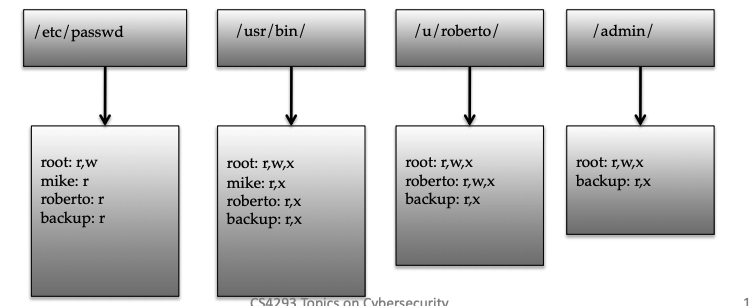 /etc/passwd
/usr/bin/
/u/roberto/
/admin/
root: r,w
mike: r
roberto: r
backup: r
root: r,w,x
mike: r,x
roberto: r,x
backup: r,x
root: r,w,x
roberto: r,w,x
backup: r,x
root: r,w,x
backup: r,x
CS4293 Topics on Cybersecurity
1